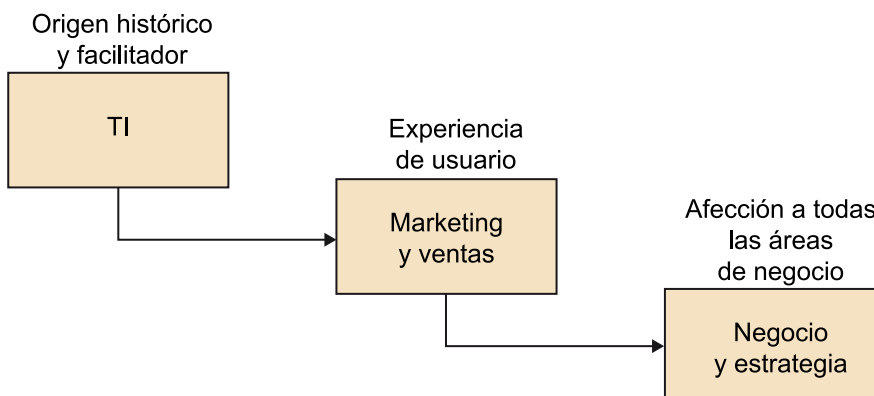 Origen histórico
y facilitador
TI
Experiencia
de usuario
Marketing
y ventas
Afección a todas
las áreas
de negocio
Negocio
y estrategia